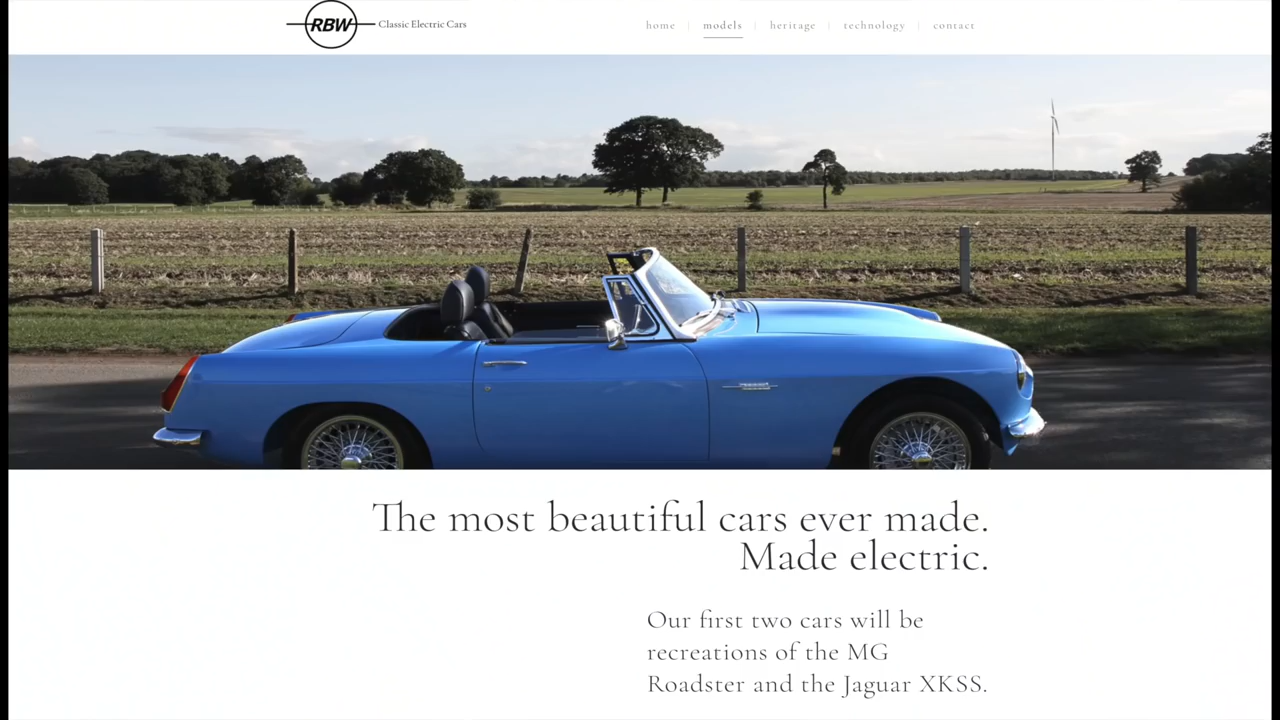 RBW
Classic Electric Cars
home
models
heritage
technology
contact
The most beautiful cars ever made.
Made electric.
Our first two cars will be
recreations of the MG
Roadster and the Jaguar XKSS.